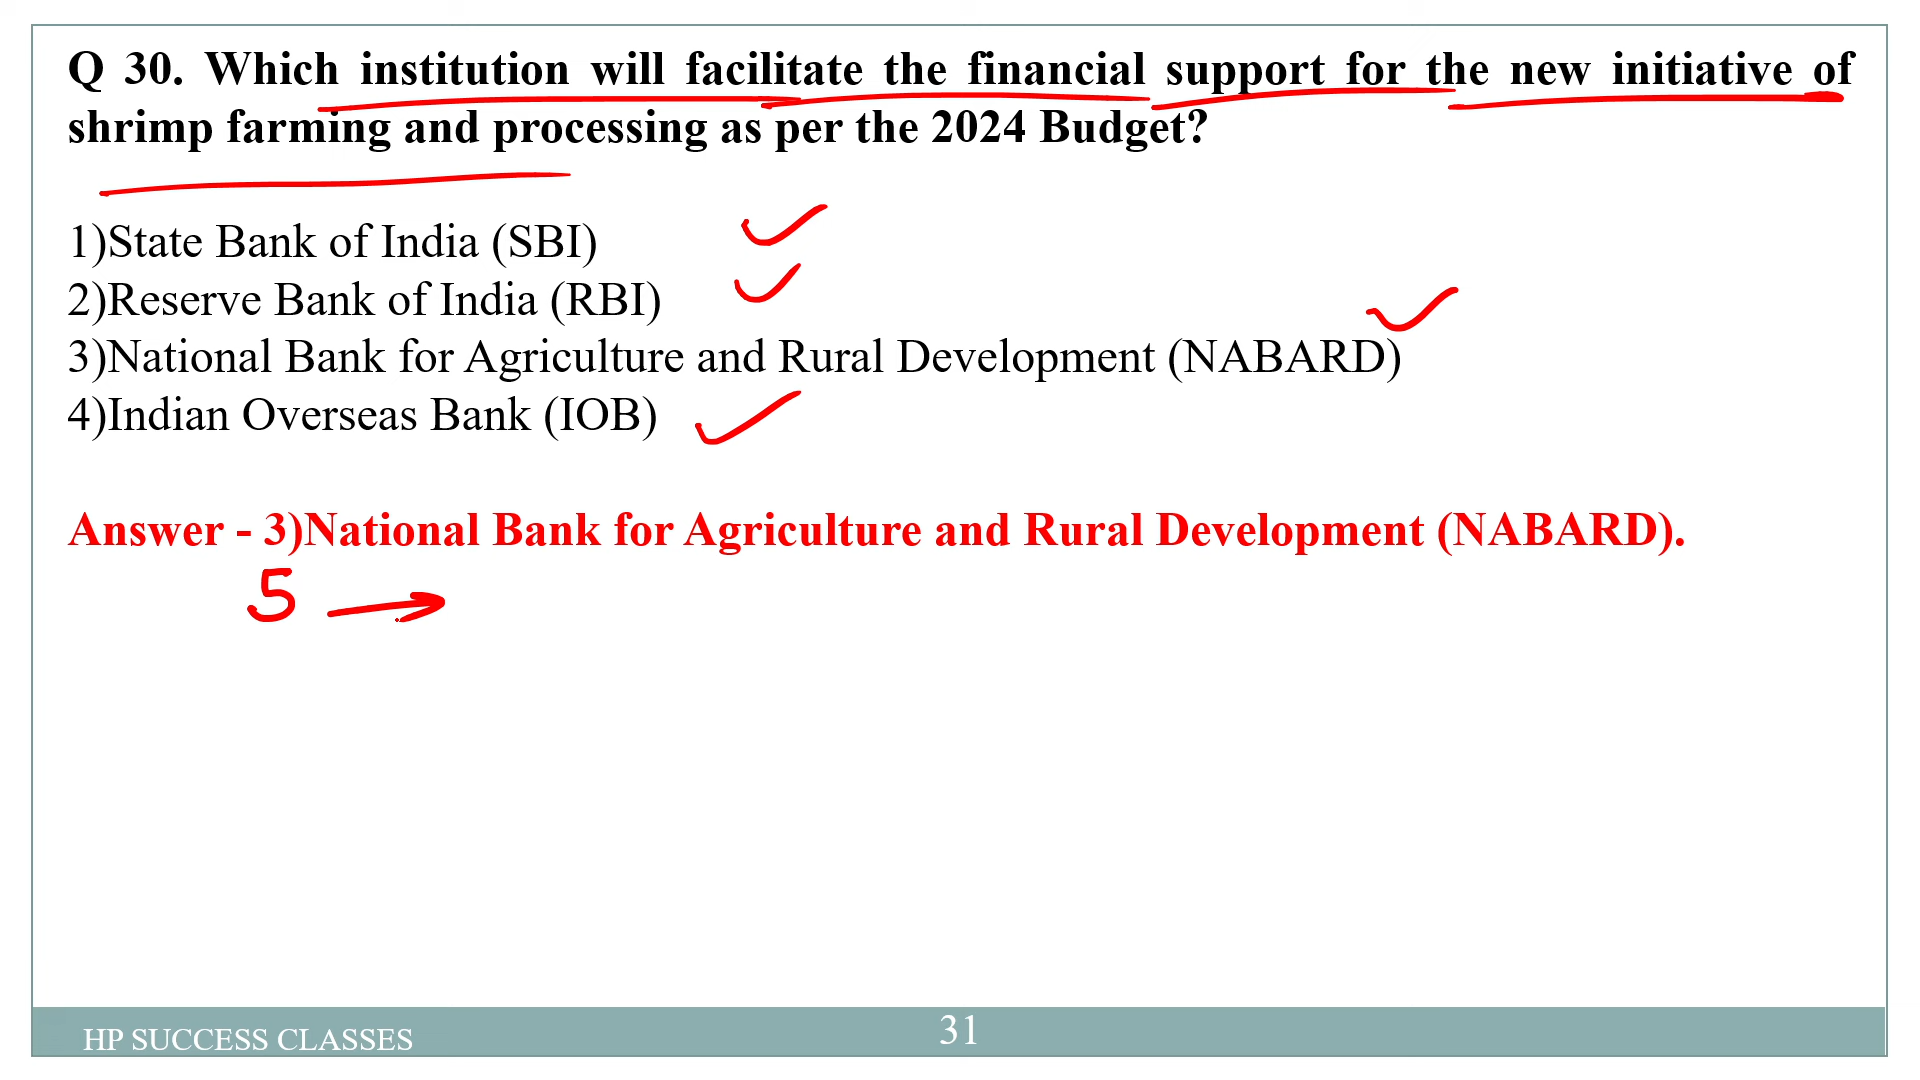 Q 30. Which institution will facilitate the financial support for the new initiative of
shrimp farming and processing as per the 2024 Budget?
1)State Bank of India (SBI)
2)Reserve Bank of India (RBI)
3)National Bank for Agriculture and Rural Development (NABARD)
4)Indian Overseas Bank (IOB)
Answer - 3)National Bank for Agriculture and Rural Development (NABARD).
5
HP SUCCESS CLASSES
31